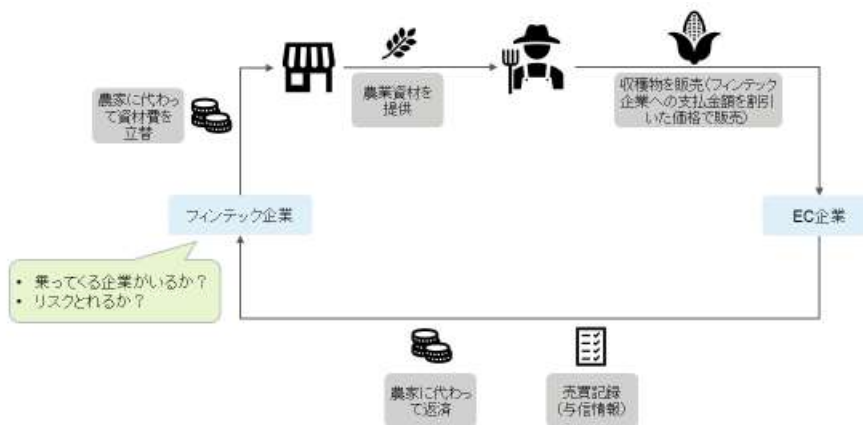 農家に代わっ
て資材費を
立替
農業資材を
提供
収穫物を販売(フィンテック
企業への支払金額を割引
いた価格で販売)
フィンテック企業
EC企業
• 乗ってくる企業がいるか?
• リスクとれるか?
農家に代わっ
て返済
売買記録
(与信情報)